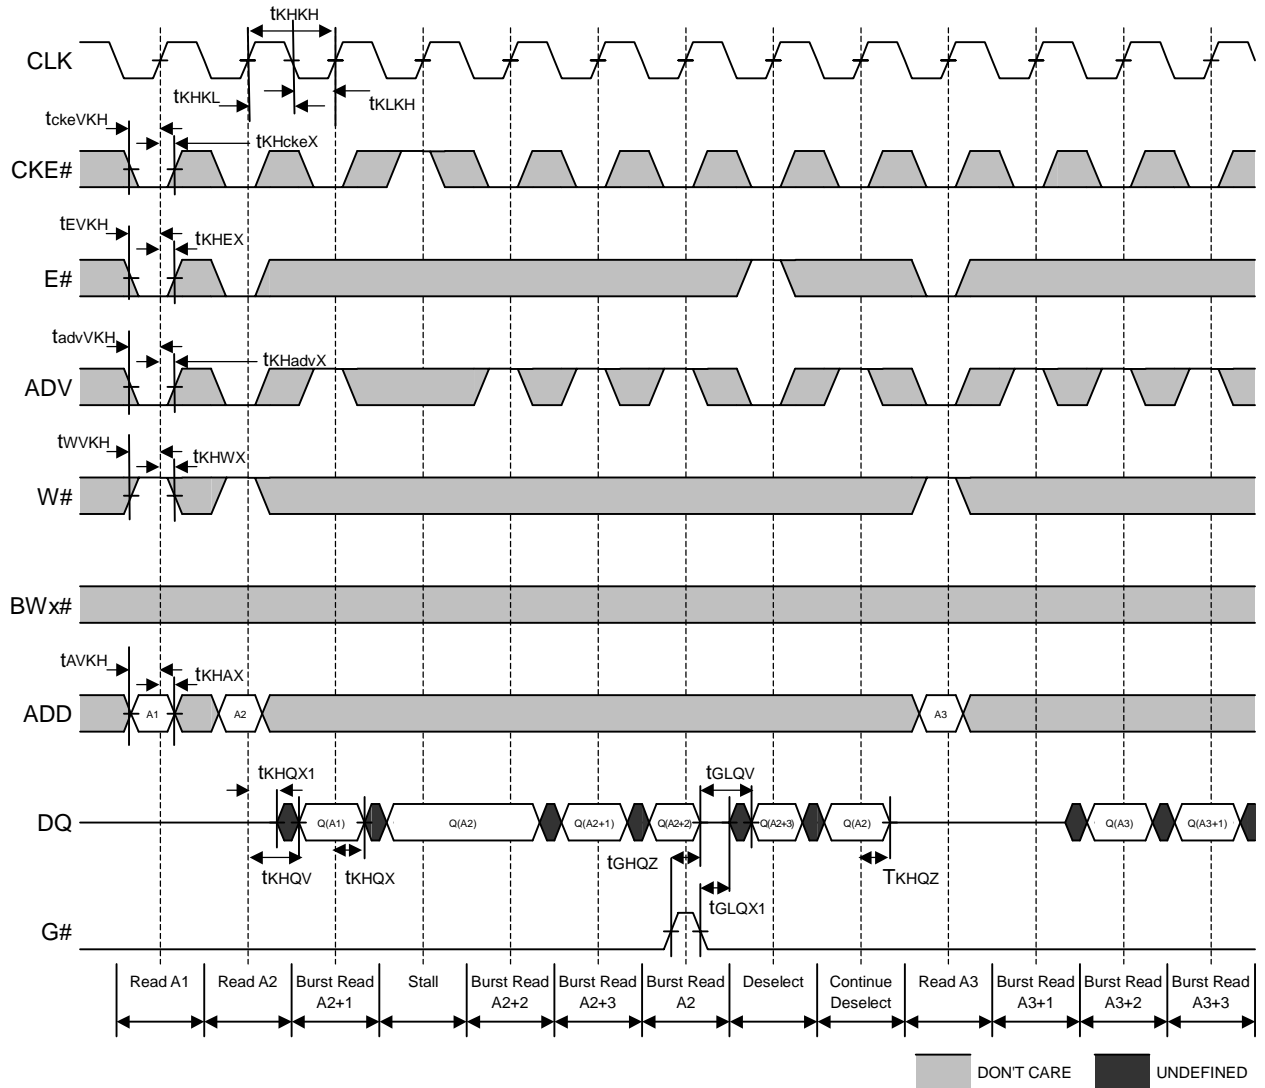 tKHKH
CLK
tKHKL
tKLKH
tckeVKH
tKHckeX
CKE#
tEVKH
tKHEX
E#
tadvVKH
tKHadvX
ADV
tWVKH
tKHWX
W#
BWx#
tAVKH
tKHAX
ADD
A1
A2
A3
tKHQX1
tGLQV
DQ
Q(A1)
Q(A2)
Q(A2+1)
Q(A2+2)
Q(A2+3)
Q(A2)
Q(A3)
Q(A3+1)
tKHQV
tKHQX
tGHQZ
TKHQZ
tGLQX1
G#
Read A1
Read A2
Burst Read
A2+1
Stall
Burst Read
A2+2
Burst Read
A2+3
Burst Read
A2
Deselect
Continue
Deselect
Read A3
Burst Read
A3+1
Burst Read
A3+2
Burst Read
A3+3
DON'T CARE
UNDEFINED